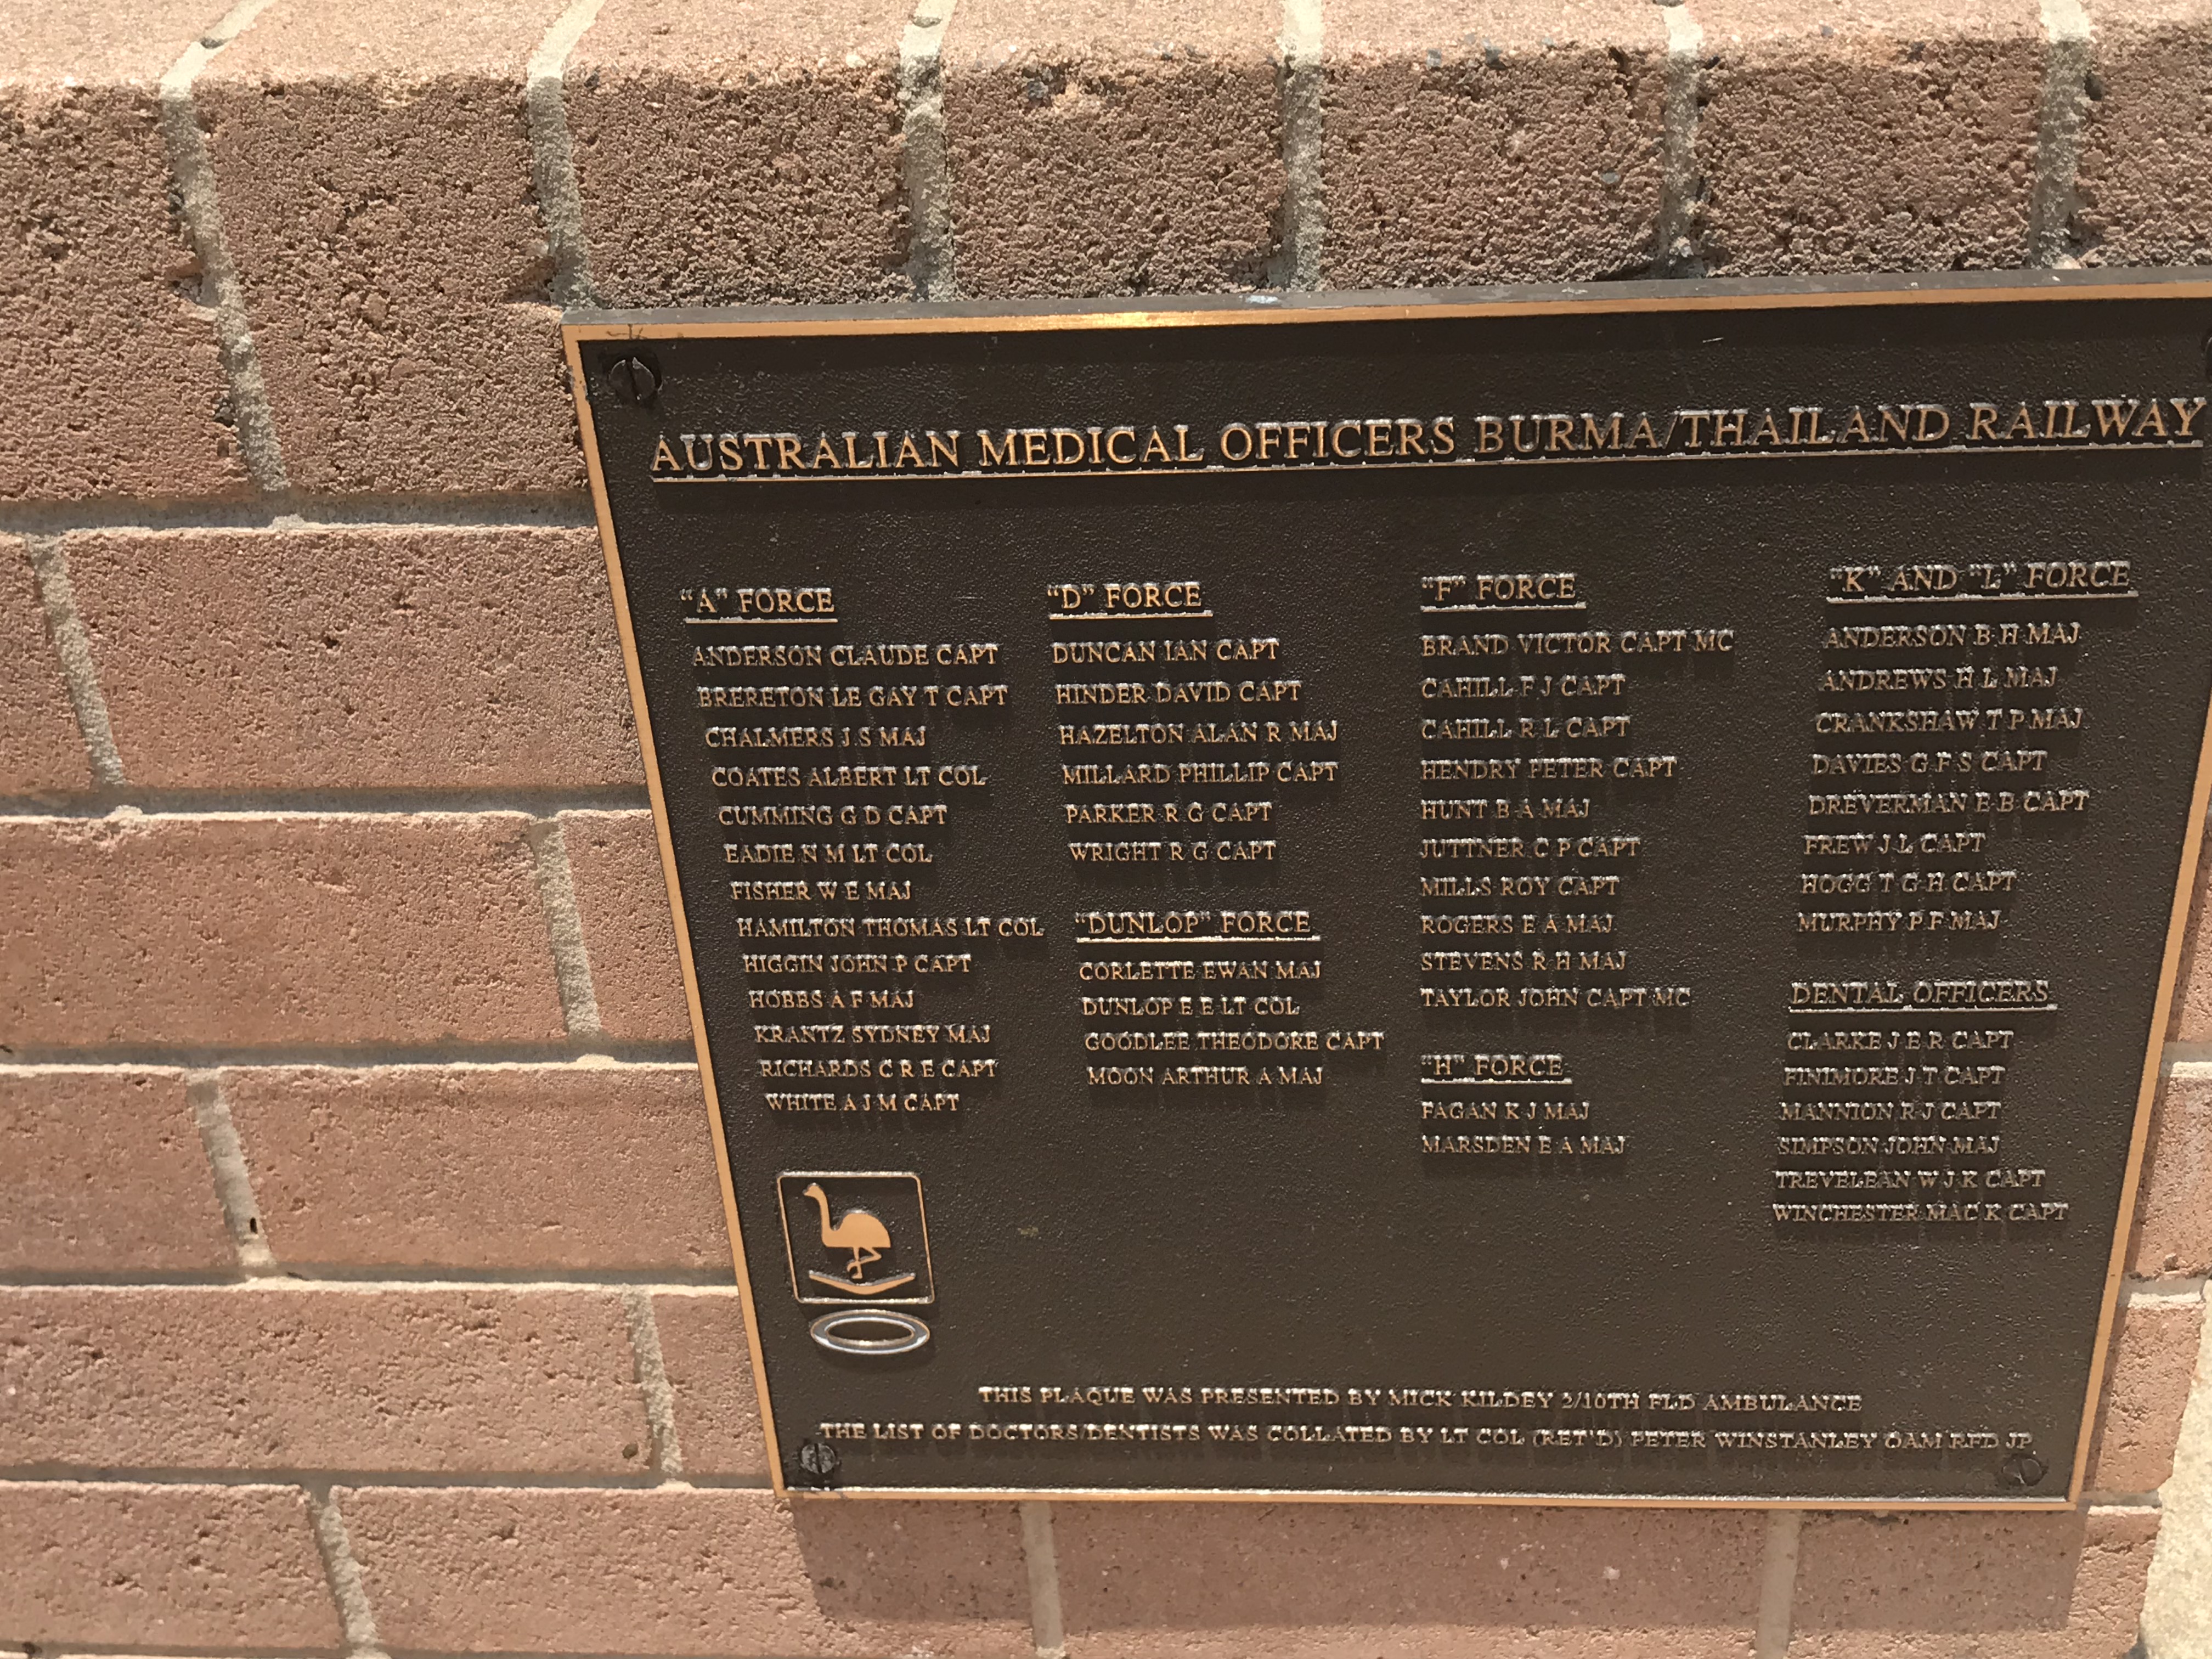 AUSTRALIAN MEDICAL OFFICERS BURMA/THAILAND RAILWAY
"A" FORCE
ANDERSON CLAUDE CAPT
BRERETON LE GAY T CAPT
CHALMERS J S MAJ
COATES ALBERT LT COL
CUMMING G D CAPT
EADIE N M LT COL
FISHER W E MAJ
HAMILTON THOMAS LT COL
HIGGIN JOHN P CAPT
HOBBS A F MAJ
KRANTZ SYDNEY MAJ
RICHARDS C R E CAPT
WHITE A J M CAPT
"D" FORCE
DUNCAN IAN CAPT
HINDER DAVID CAPT
HAZELTON ALAN R MAJ
MILLARD PHILLIP CAPT
PARKER R G CAPT
WRIGHT R G CAPT
"DUNLOP" FORCE
CORLETTE EWAN MAJ
DUNLOP E E LT COL
GOODLEE THEODORE CAPT
MOON ARTHUR A MAJ
"F" FORCE
BRAND VICTOR CAPT MC
CAHILL F J CAPT
CAHILL R L CAPT
HENDRY PETER CAPT
HUNT B A MAJ
JUTTNER C P CAPT
MILLS ROY CAPT
ROGERS E A MAJ
STEVENS R H MAJ
TAYLOR JOHN CAPT MC
"H" FORCE
FAGAN K J MAJ
MARSDEN E A MAJ
"K" AND "L" FORCE
ANDERSON B H MAJ
ANDREWS H L MAJ
CRANKSHAW T P MAJ
DAVIES G F S CAPT
DREVERMAN E B CAPT
FREW J L CAPT
HOGG T G H CAPT
MURPHY P F MAJ
DENTAL OFFICERS
CLARKE J E R CAPT
FINIMORE J T CAPT
MANNION R J CAPT
SIMPSON JOHN MAJ
TREVELEAN W J K CAPT
WINCHESTER MAC K CAPT
THIS PLAQUE WAS PRESENTED BY MICK KILDEY 2/10TH FLD AMBULANCE
THE LIST OF DOCTORS/DENTISTS WAS COLLATED BY LT COL (RET'D) PETER WINSTANLEY OAM RFD JP